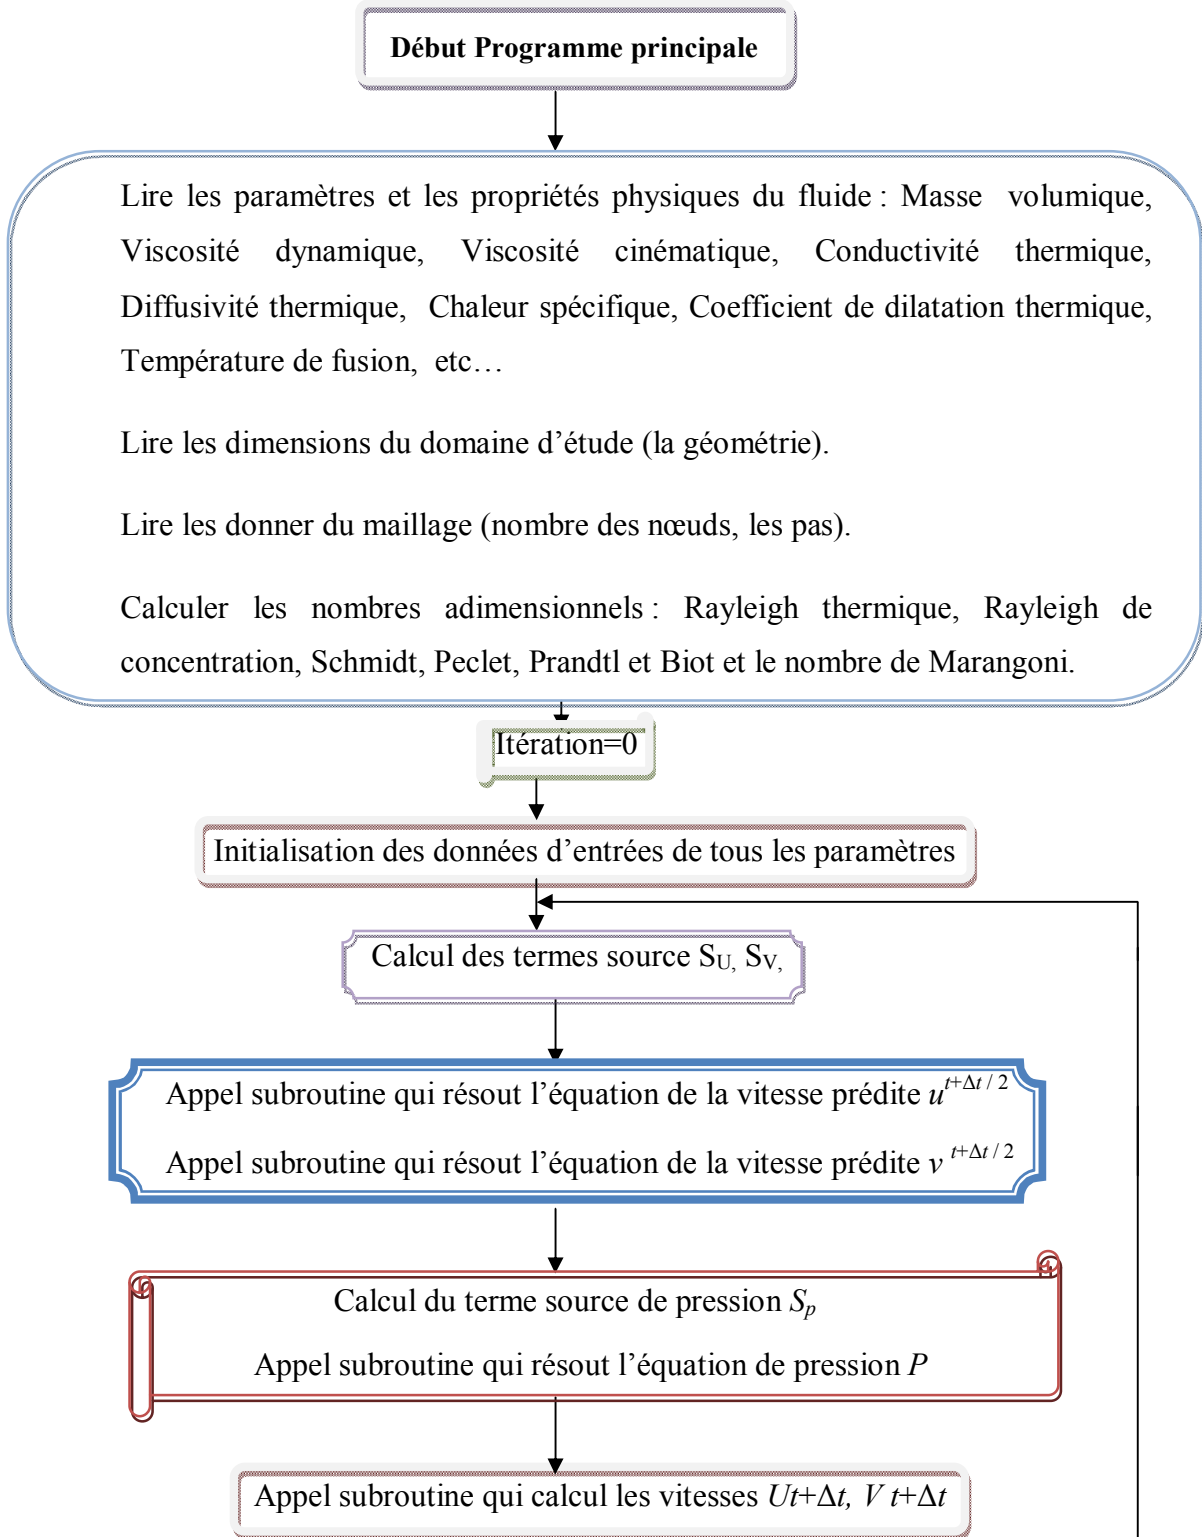 Début Programme principale
Lire les paramètres et les propriétés physiques du fluide : Masse volumique,
Viscosité dynamique, Viscosité cinématique, Conductivité thermique,
Diffusivité thermique, Chaleur spécifique, Coefficient de dilatation thermique,
Température de fusion, etc…
Lire les dimensions du domaine d’étude (la géométrie).
Lire les donner du maillage (nombre des nœuds, les pas).
Calculer les nombres adimensionnels : Rayleigh thermique, Rayleigh de
concentration, Schmidt, Peclet, Prandtl et Biot et le nombre de Marangoni.
Itération=0
Initialisation des données d’entrées de tous les paramètres
Calcul des termes source S_U, S_V,
Appel subroutine qui résout l’équation de la vitesse prédite u^{t+Δt / 2}
Appel subroutine qui résout l’équation de la vitesse prédite v^{t+Δt / 2}
Calcul du terme source de pression S_p
Appel subroutine qui résout l’équation de pression P
Appel subroutine qui calcul les vitesses Ut+Δt, V t+Δt